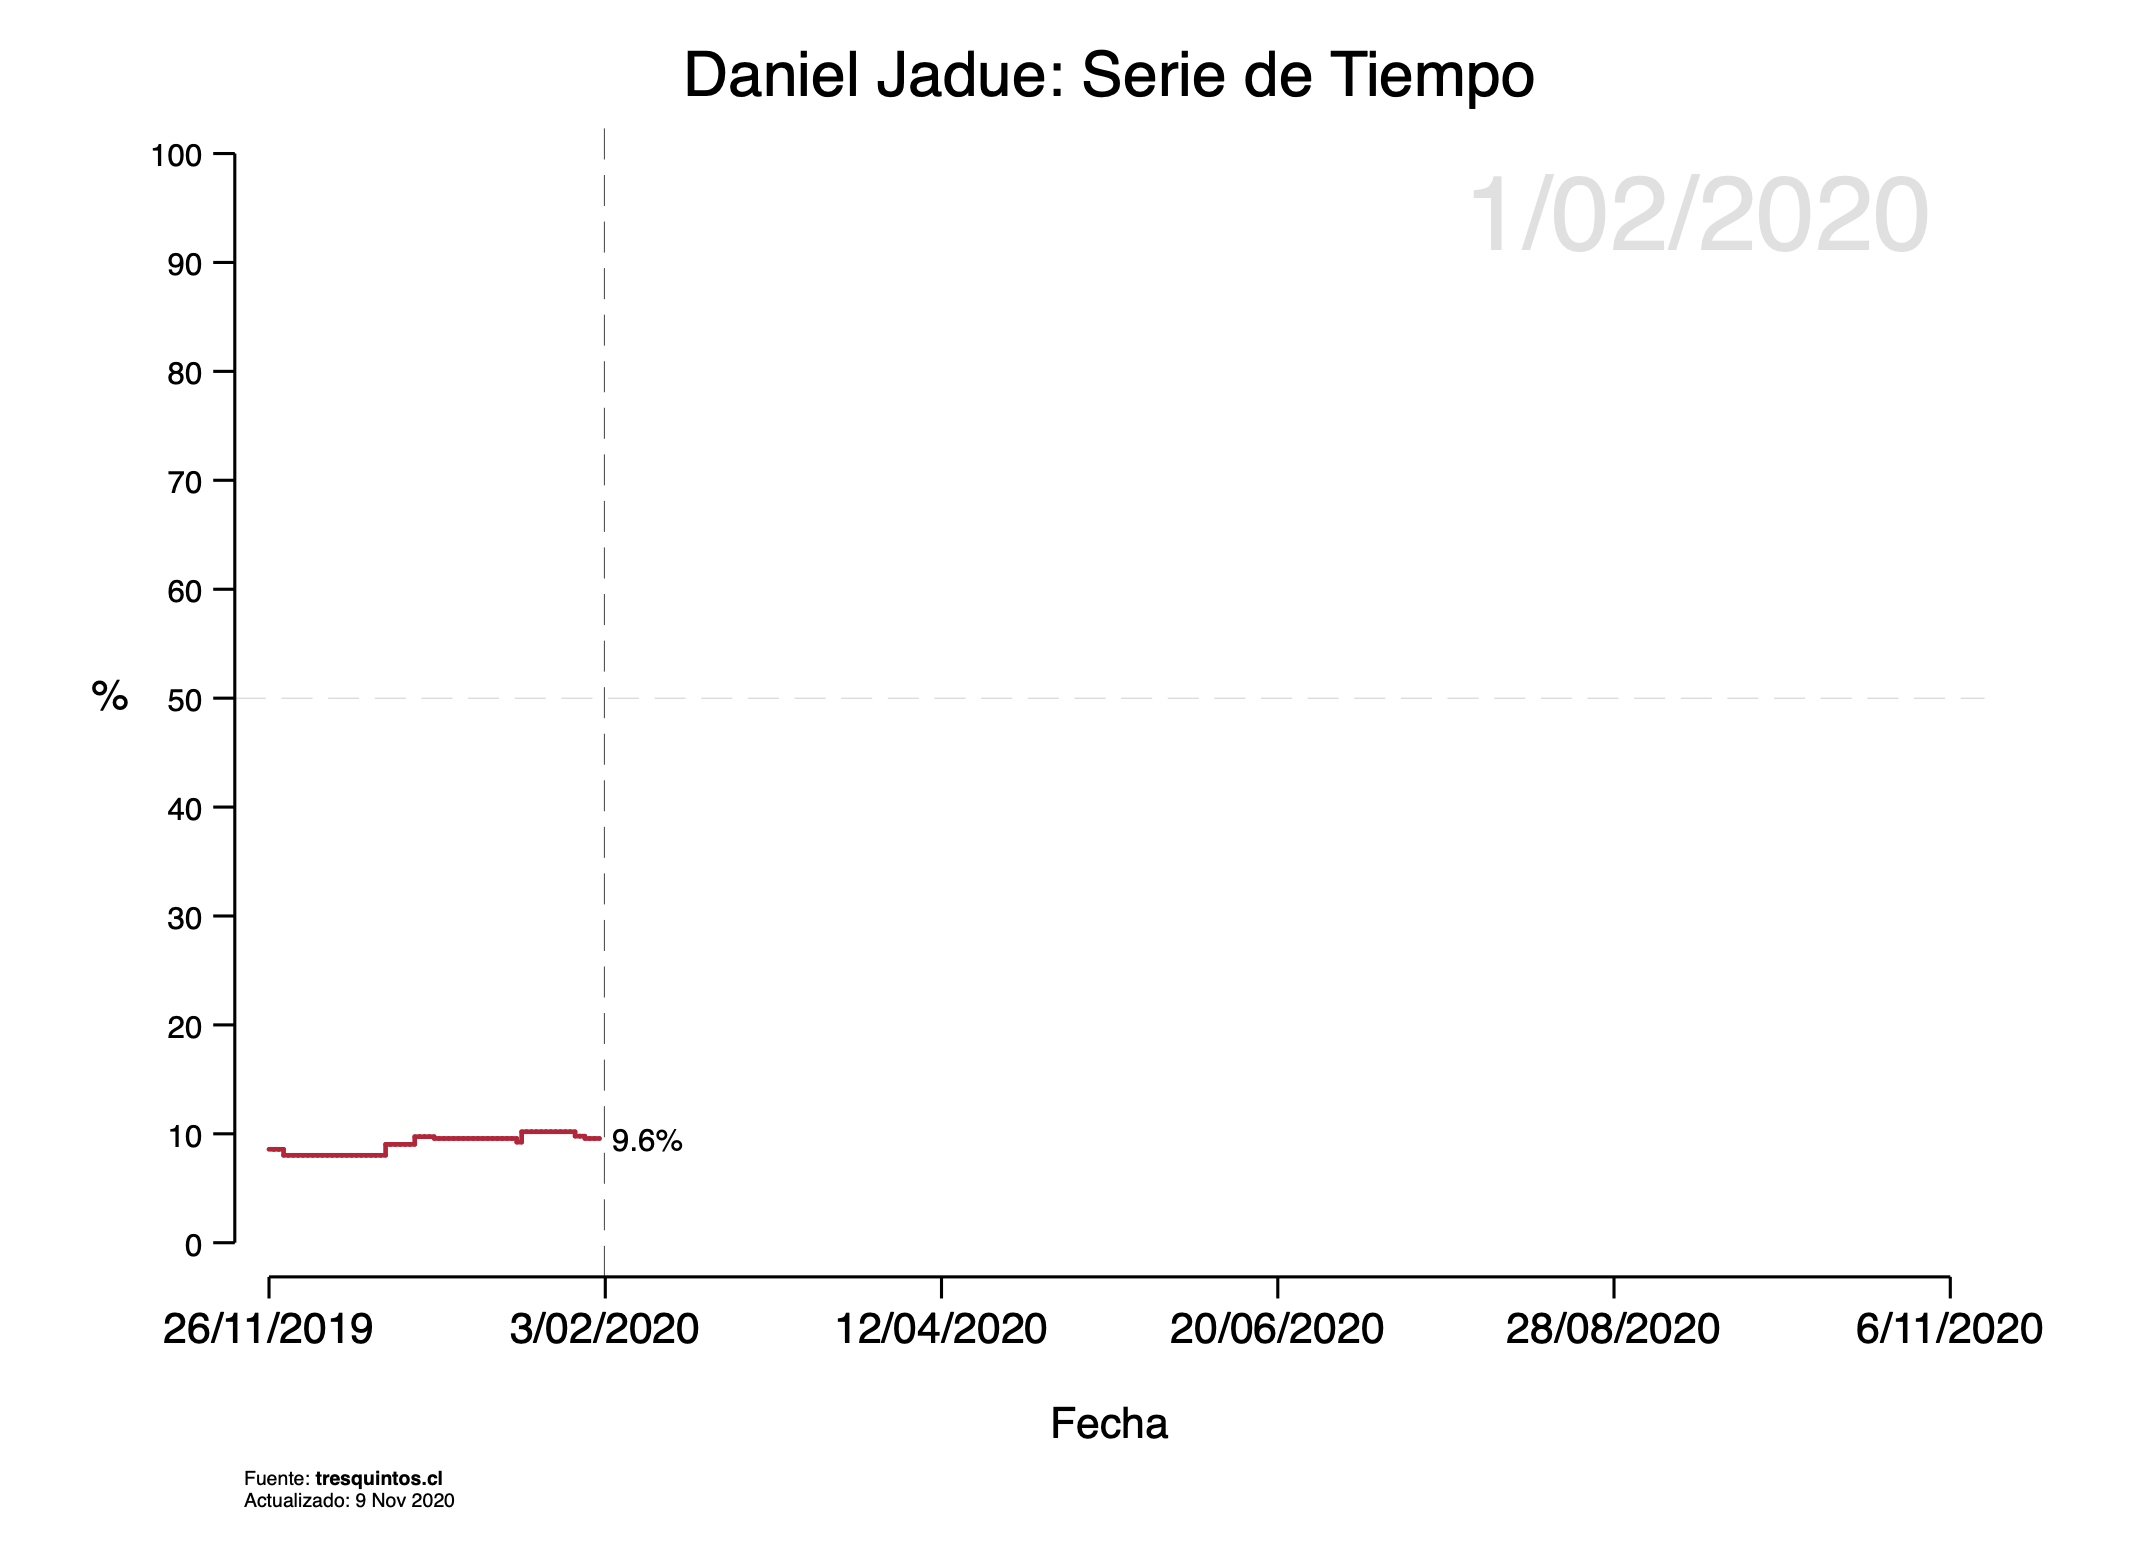 Daniel Jadue: Serie de Tiempo
1/02/2020
100
90
80
70
60
50
40
30
20
10
0
%
9.6%
26/11/2019 3/02/2020 12/04/2020 20/06/2020 28/08/2020 6/11/2020
Fecha
Fuente: tresquintos.cl
Actualizado: 9 Nov 2020